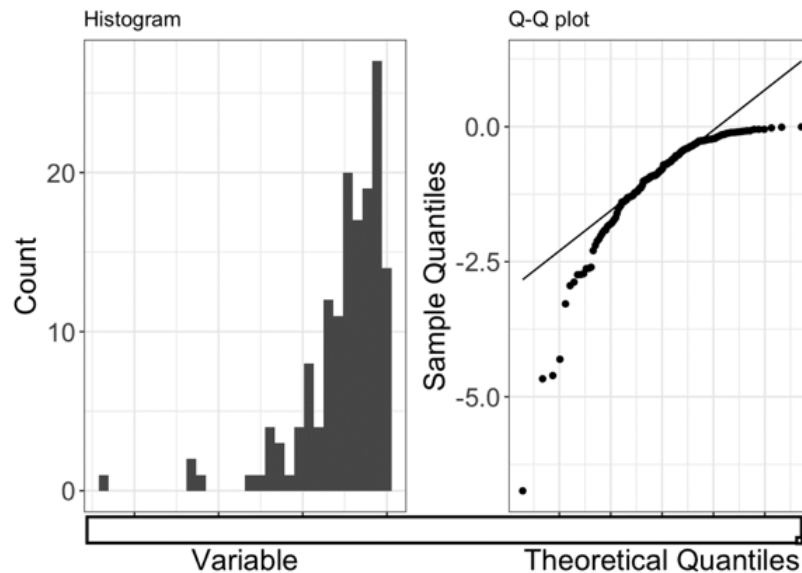 Histogram
Q-Q plot
Count
20
10
0
Variable
Sample Quantiles
0.0
-2.5
-5.0
Theoretical Quantiles